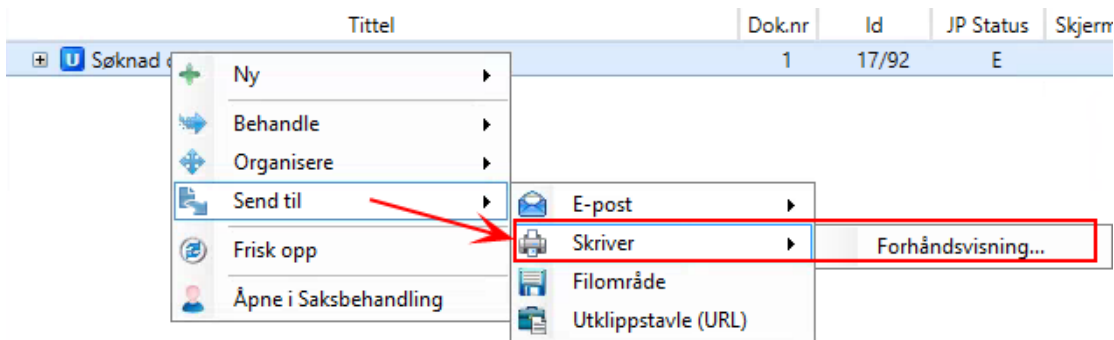 Tittel Dok.nr Id JP Status Skjerm
U Søknad 1 17/92 E
Ny
Behandle
Organisere
Send til E-post
Skriver Forhåndsvisning...
Frisk opp
Filområde
Åpne i Saksbehandling
Utklippstavle (URL)